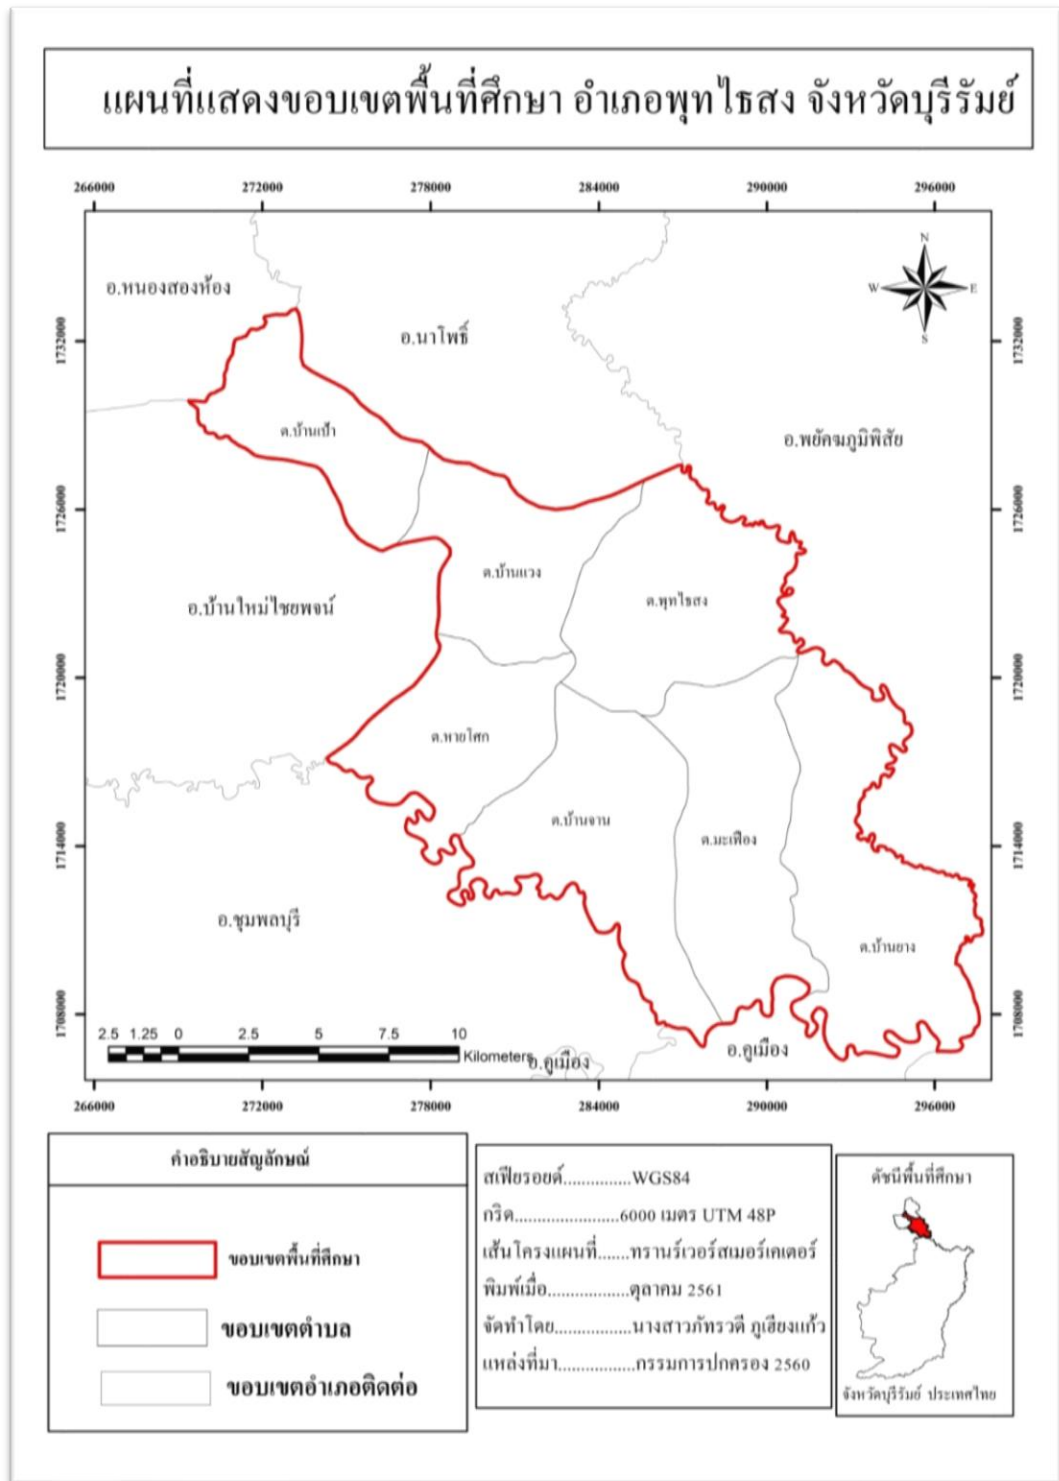 แผนที่แสดงขอบเขตพื้นที่ศึกษา อำเภอพุทไธสง จังหวัดบุรีรัมย์
266000 272000 278000 284000 290000 296000
N
W E
S
อ.หนองสองห้อง
อ.นาโพธิ์
1732000 1732000
ต.บ้านเป้า
อ.พยัคฆภูมิพิสัย
1726000 1726000
ต.บ้านแวง
ต.พุทไธสง
อ.บ้านใหม่ไชยพจน์
1720000 1720000
ต.หายโศก
ต.บ้านจาน
ต.มะเฟือง
1714000 1714000
อ.ชุมพลบุรี
ต.บ้านยาง
1708000 1708000
2.5 1.25 0 2.5 5 7.5 10
Kilometers
อ.คูเมือง
อ.คูเมือง
266000 272000 278000 284000 290000 296000
คำอธิบายสัญลักษณ์
ขอบเขตพื้นที่ศึกษา
ขอบเขตตำบล
ขอบเขตอำเภอติดต่อ
สเฟียรอยด์..............WGS84
กริด......................6000 เมตร UTM 48P
เส้นโครงแผนที่.......ทรานร์เวอร์สเมอร์เคเตอร์
พิมพ์เมื่อ.................ตุลาคม 2561
จัดทำโดย................นางสาวภัทรวดี ภูเฮียงแก้ว
แหล่งที่มา................กรรมการปกครอง 2560
ดัชนีพื้นที่ศึกษา
จังหวัดบุรีรัมย์ ประเทศไทย